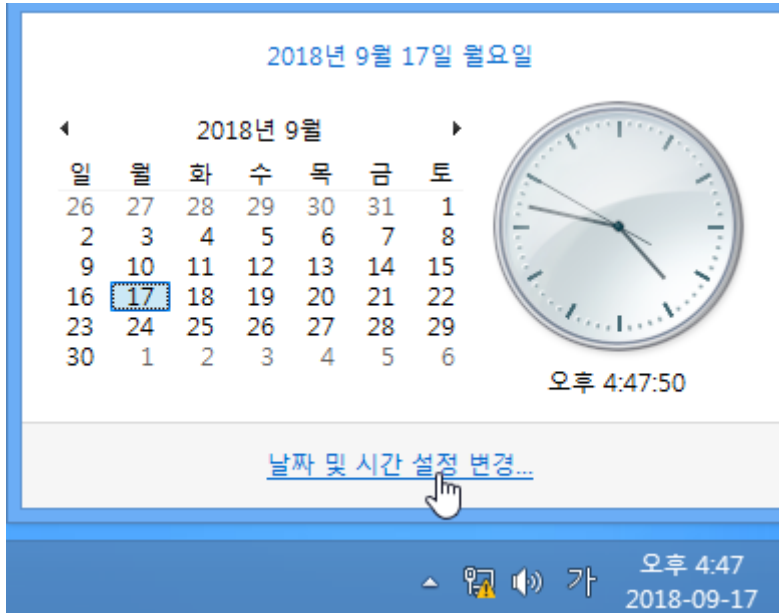 2018년 9월 17일 월요일
2018년 9월
일 월 화 수 목 금 토
26 27 28 29 30 31 1
2 3 4 5 6 7 8
9 10 11 12 13 14 15
16 17 18 19 20 21 22
23 24 25 26 27 28 29
30 1 2 3 4 5 6
오후 4:47:50
날짜 및 시간 설정 변경...
가
오후 4:47
2018-09-17